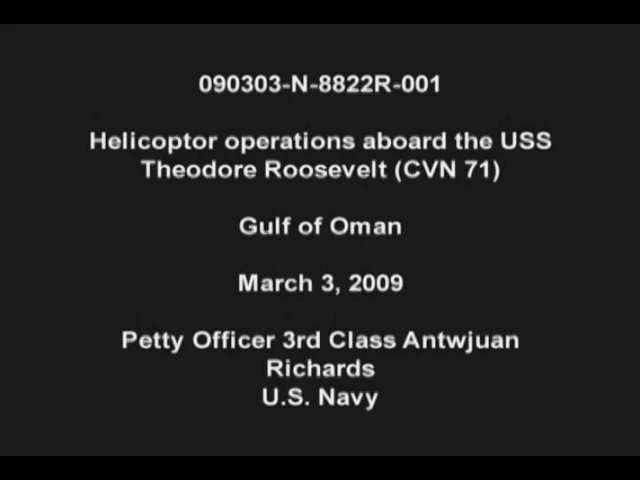 090303-N-8822R-001
Helicoptor operations aboard the USS
Theodore Roosevelt (CVN 71)
Gulf of Oman
March 3, 2009
Petty Officer 3rd Class Antwjuan
Richards
U.S. Navy